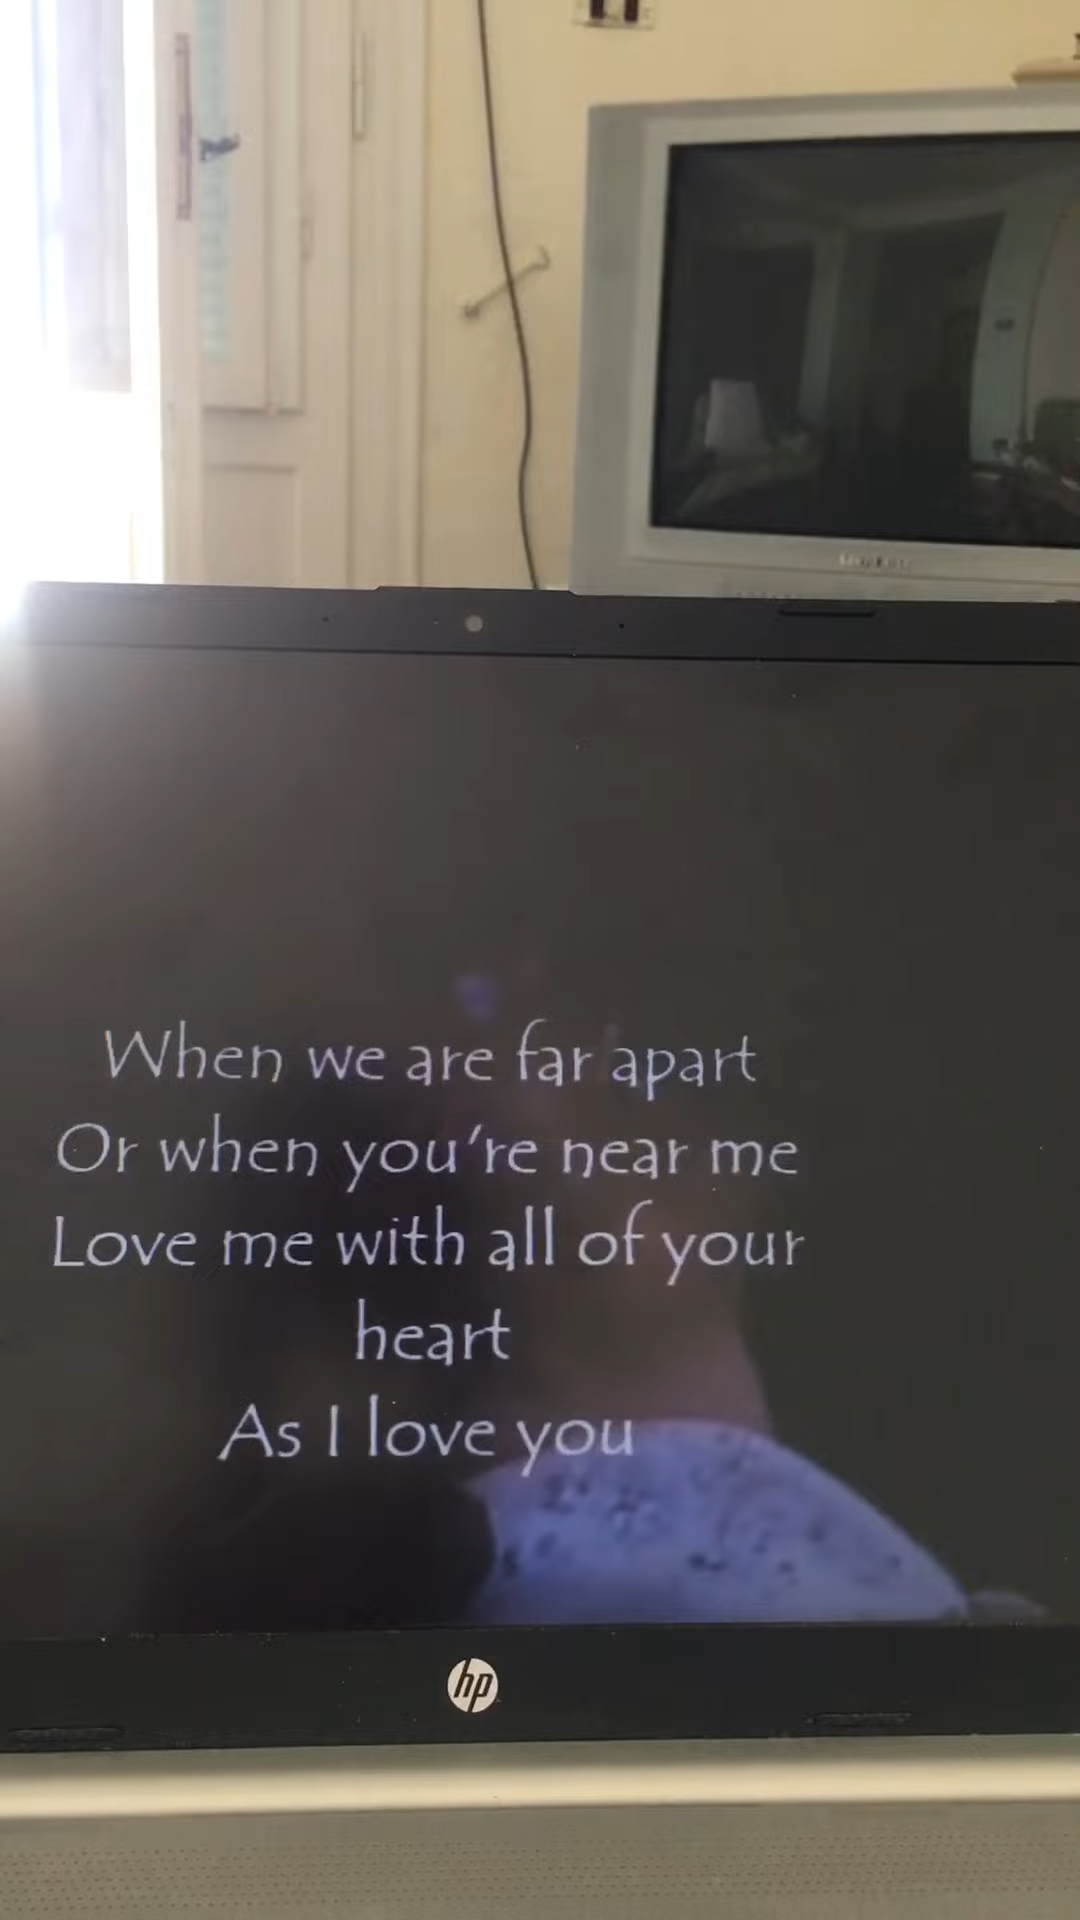 When we are far apart
Or when you're near me
Love me with all of your
heart
As I love you
hp